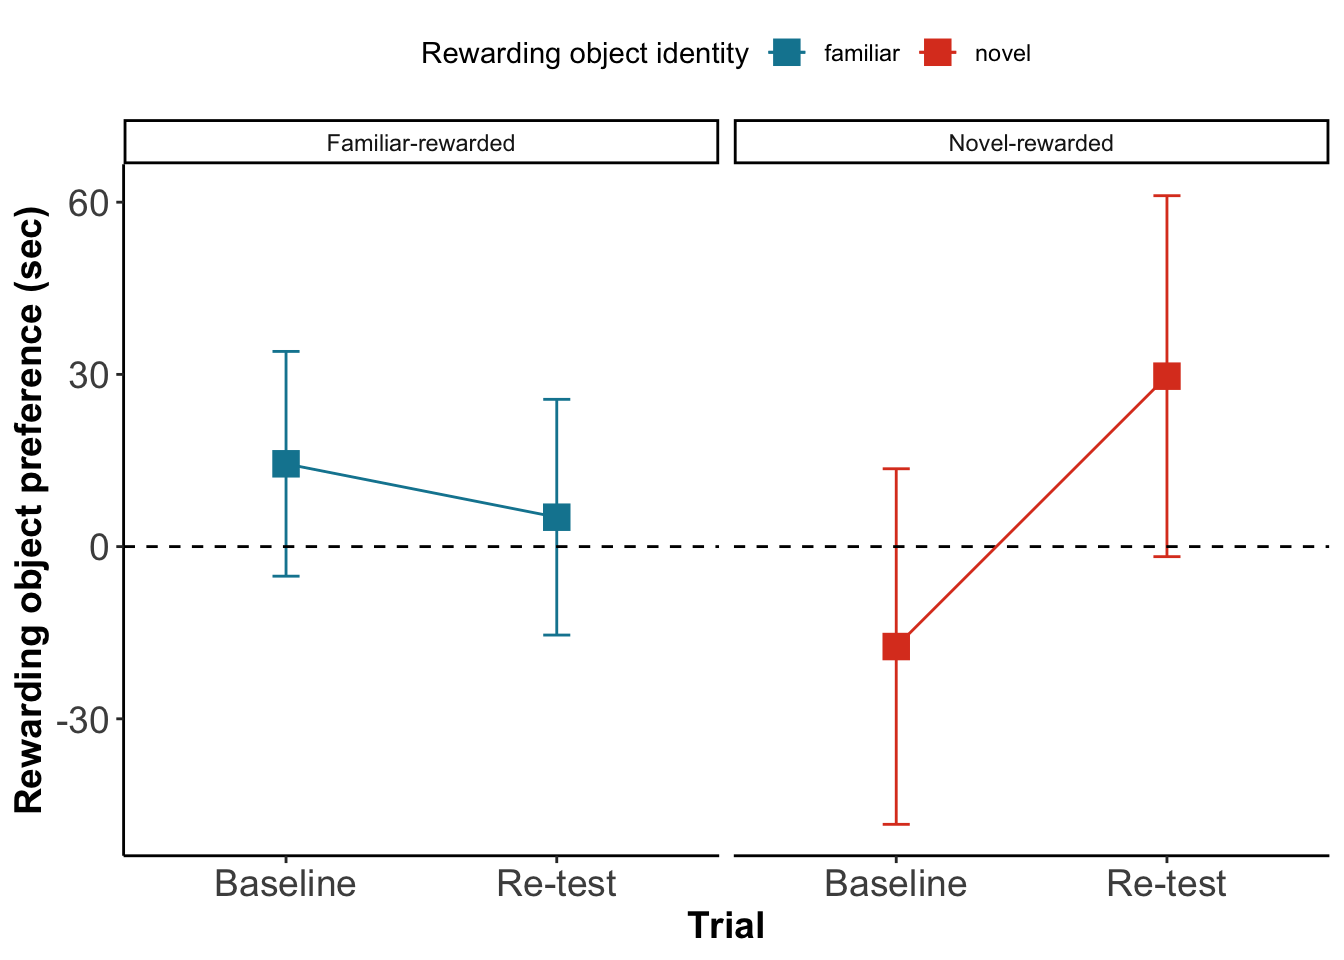 Rewarding object identity familiar novel
Familiar-rewarded Novel-rewarded
Rewarding object preference (sec)
60
30
0
-30
Baseline Re-test Baseline Re-test
Trial